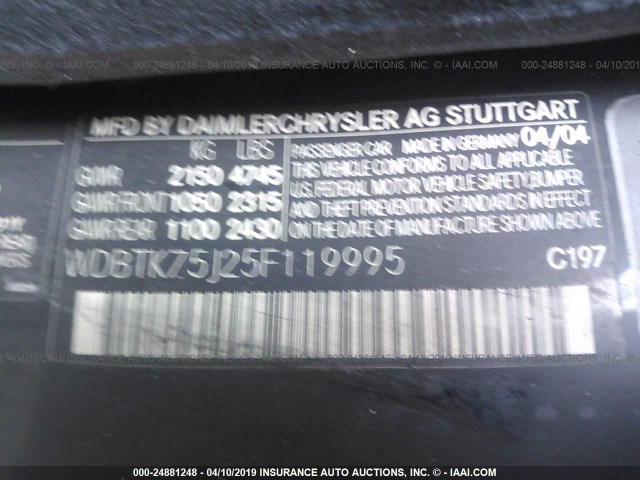 000-24881248 - 04/10/2019 INSURANCE AUTO AUCTIONS, INC. - © IAAI.COM
MFD BY DAIMLERCHRYSLER AG STUTTGART
KG LBS
GVWR 2150 4745
GAWR FRONT 1050 2315
GAWR REAR 1100 2430
PASSENGER CAR MADE IN GERMANY 04/04
THIS VEHICLE CONFORMS TO ALL APPLICABLE
U.S. FEDERAL MOTOR VEHICLE SAFETY, BUMPER
AND THEFT PREVENTION STANDARDS IN EFFECT
ON THE DATE OF MANUFACTURE SHOWN ABOVE.
WDBTK75J25F119995 C197
000-24881248 - 04/10/2019 INSURANCE AUTO AUCTIONS, INC. - © IAAI.COM